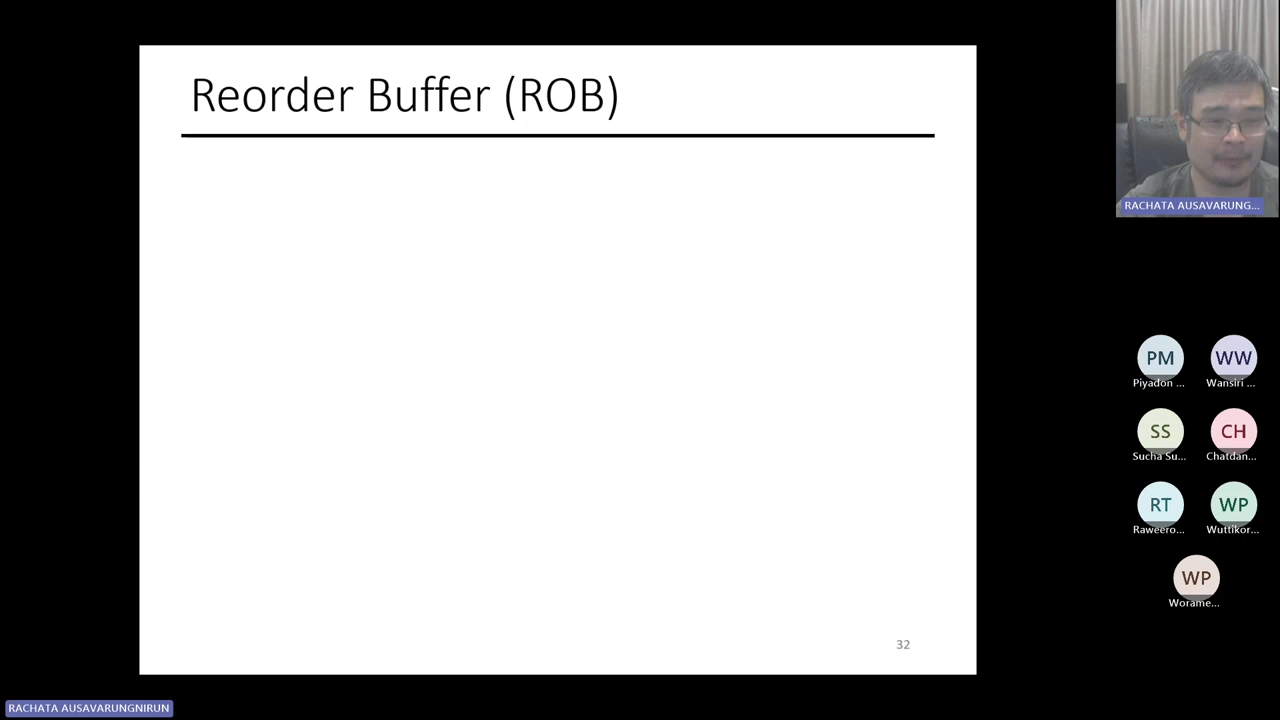 Reorder Buffer (ROB)
RACHATA AUSAVARUNG...
PM
WW
Piyadon ...
Wansiri ...
SS
CH
Sucha Su...
Chatdan...
RT
WP
Raweero...
Wuttikor...
WP
Worame...
32
RACHATA AUSAVARUNGNIRUN